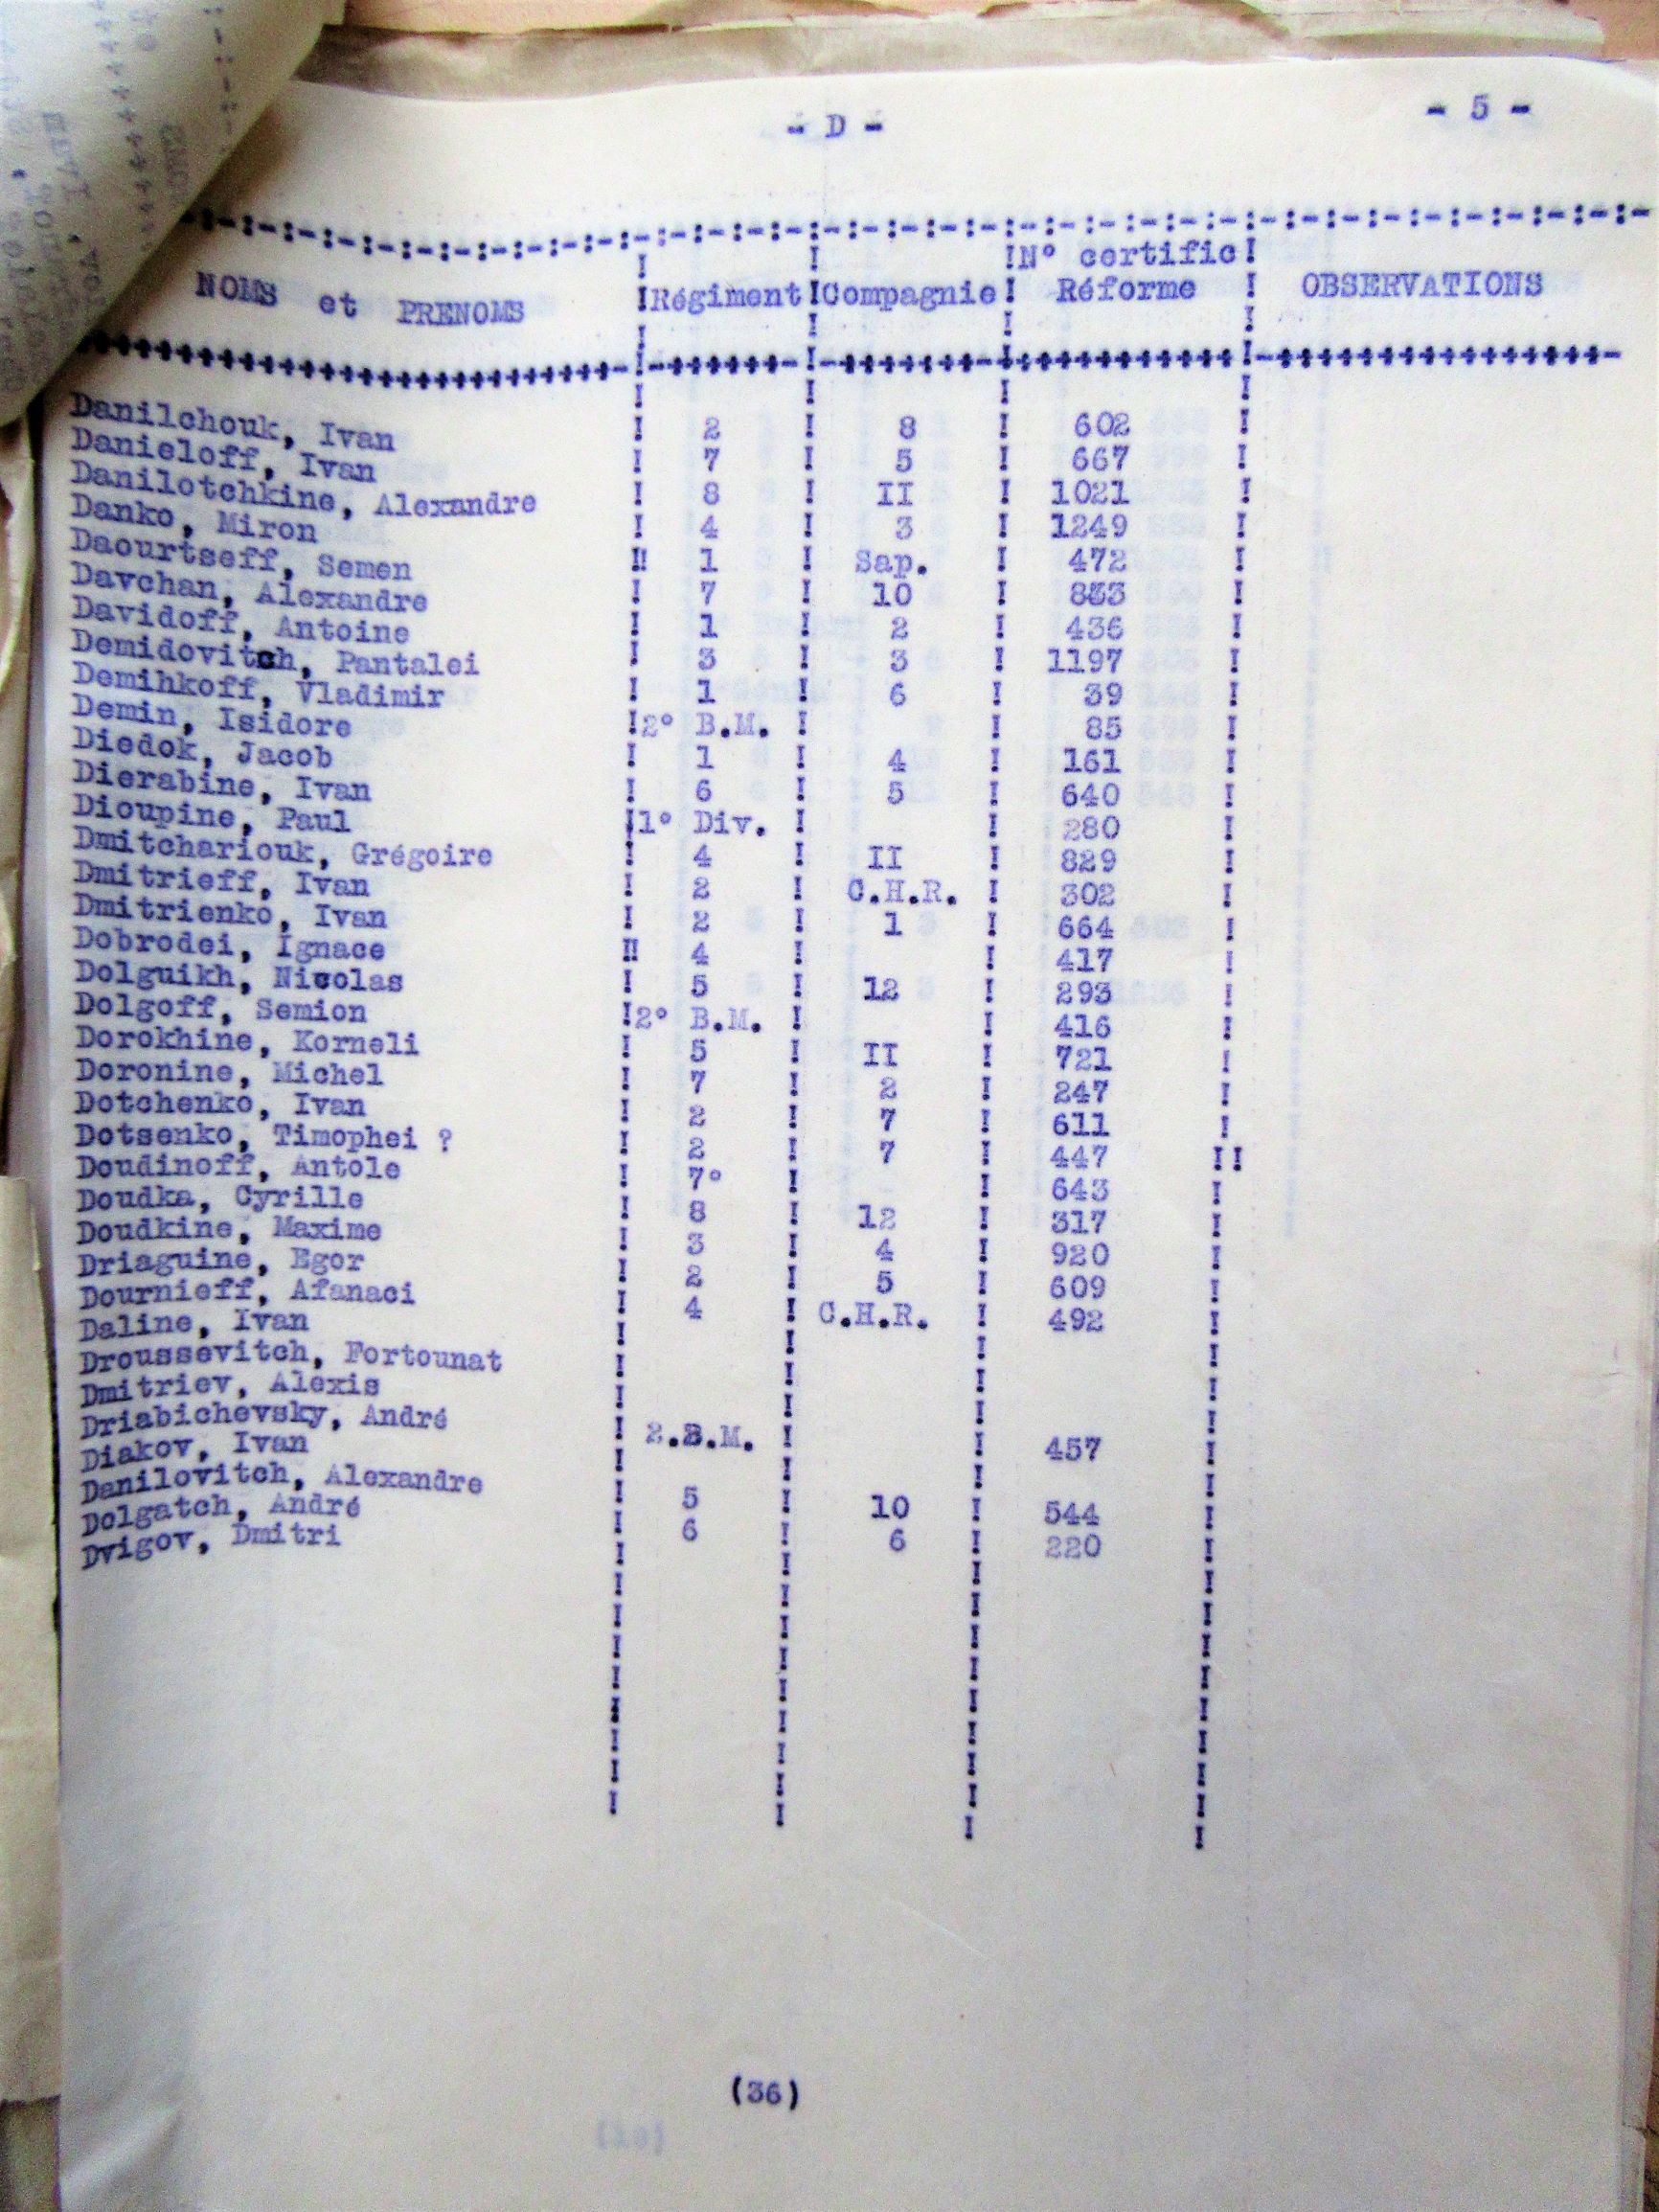 - D -
- 5 -
NOMS et PRENOMS ! Régiment ! Compagnie ! N° certific Réforme ! OBSERVATIONS
Danilchouk, Ivan ! 2 ! 8 ! 602 !
Danieloff, Ivan ! 7 ! 5 ! 667 !
Danilotchkine, Alexandre ! 8 ! II ! 1021 !
Danko, Miron ! 4 ! 3 ! 1249 !
Daourtseff, Semen !! 1 ! Sap. ! 472 !
Davchan, Alexandre ! 7 ! 10 ! 833 !
Davidoff, Antoine ! 1 ! 2 ! 436 !
Demidovitch, Pantalei ! 3 ! 3 ! 1197 !
Demihkoff, Vladimir ! 1 ! 6 ! 39 !
Demin, Isidore ! 2° B.M. ! ! 85 !
Diedok, Jacob ! 1 ! 4 ! 161 !
Dierabine, Ivan ! 6 ! 5 ! 640 !
Dioupine, Paul ! 1° Div. ! ! 280 !
Dmitchariouk, Grégoire ! 4 ! II ! 829 !
Dmitrieff, Ivan ! 2 ! C.H.R. ! 302 !
Dmitrienko, Ivan ! 2 ! 1 ! 664 !
Dobrodei, Ignace !! 4 ! ! 417 !
Dolguikh, Nicolas ! 5 ! 12 ! 293 !
Dolgoff, Semion ! 2° B.M. ! ! 416 !
Dorokhine, Korneli ! 5 ! II ! 721 !
Doronine, Michel ! 7 ! 2 ! 247 !
Dotchenko, Ivan ! 2 ! 7 ! 611 !
Dotsenko, Timophei ? ! 2 ! 7 ! 447 !!
Doudinoff, Antole ! 7° ! ! 643 !
Doudka, Cyrille ! 8 ! 12 ! 317 !
Doudkine, Maxime ! 3 ! 4 ! 920 !
Driaguine, Egor ! 2 ! 5 ! 609 !
Dournieff, Afanaci ! 4 ! C.H.R. ! 492 !
Daline, Ivan ! ! ! !
Droussevitch, Fortounat ! ! ! !
Dmitriev, Alexis ! ! ! !
Driabichevsky, André ! 2.B.M. ! ! 457 !
Diakov, Ivan ! ! ! !
Danilovitch, Alexandre ! 5 ! 10 ! 544 !
Dolgatch, André ! 6 ! 6 ! 220 !
Dvigov, Dmitri ! ! ! !
(36)